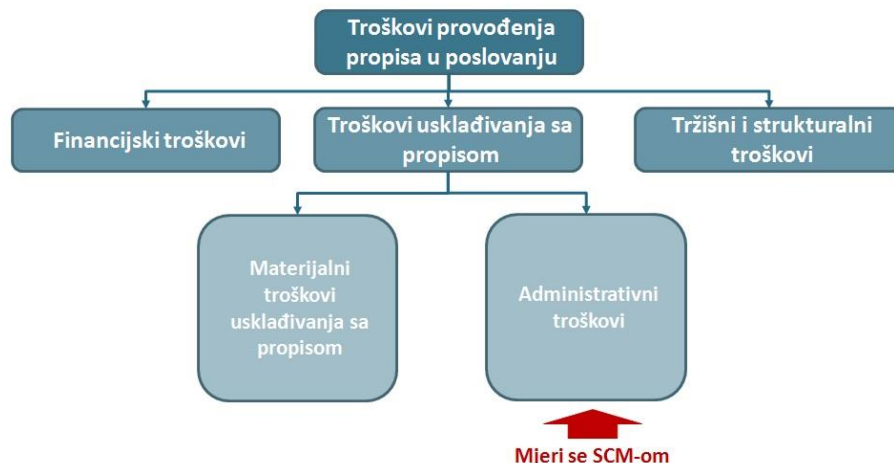 Troškovi provođenja
propisa u poslovanju
Financijski troškovi
Troškovi usklađivanja sa
propisom
Tržišni i strukturalni
troškovi
Materijalni
troškovi
usklađivanja sa
propisom
Administrativni
troškovi
Mjeri se SCM-om